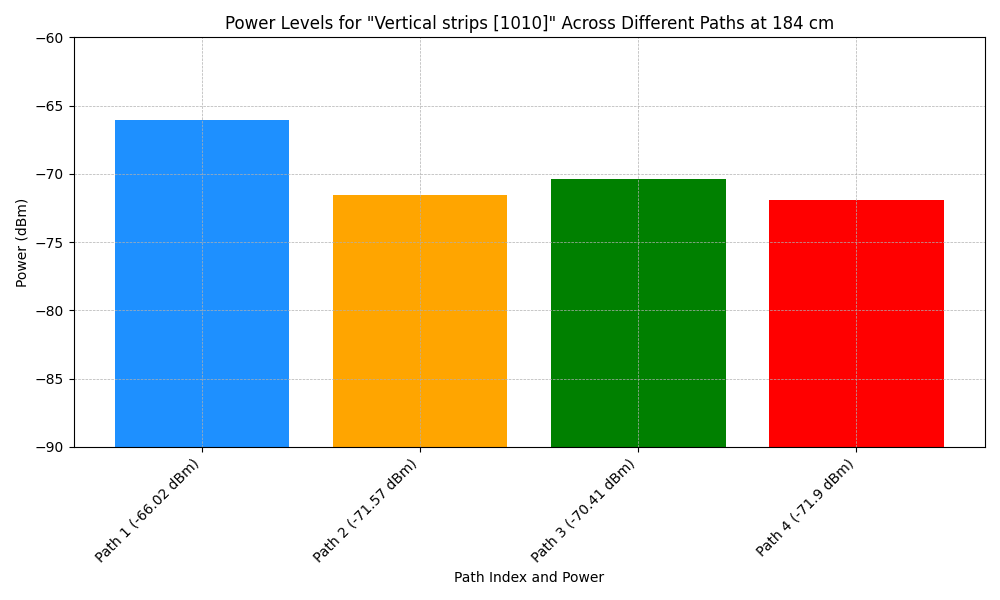 Power Levels for "Vertical strips [1010]" Across Different Paths at 184 cm
−60
−65
−70
−75
−80
−85
−90
Power (dBm)
Path 1 (-66.02 dBm)
Path 2 (-71.57 dBm)
Path 3 (-70.41 dBm)
Path 4 (-71.9 dBm)
Path Index and Power